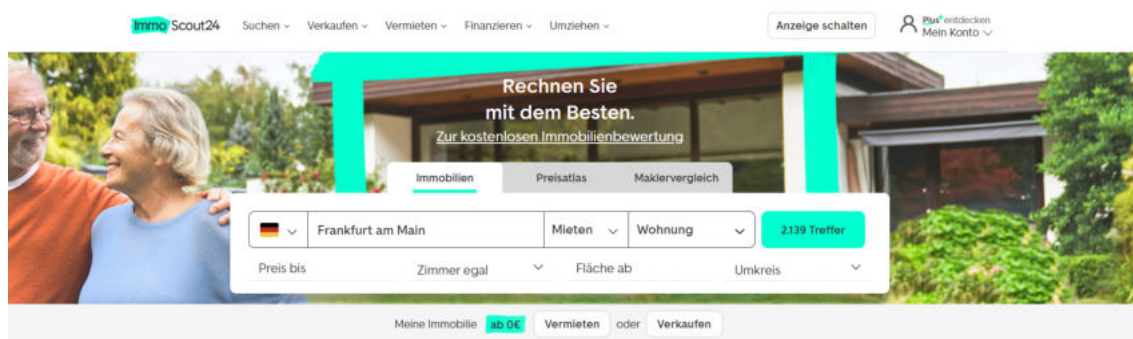 ImmoScout24 Suchen Verkaufen Vermieten Finanzieren Umziehen Anzeige schalten Plus+ entdecken
Mein Konto
Rechnen Sie
mit dem Besten.
Zur kostenlosen Immobilienbewertung
Immobilien Preisatlas Maklervergleich
Frankfurt am Main Mieten Wohnung 2.139 Treffer
Preis bis Zimmer egal Fläche ab Umkreis
Meine Immobilie ab 0€ Vermieten oder Verkaufen